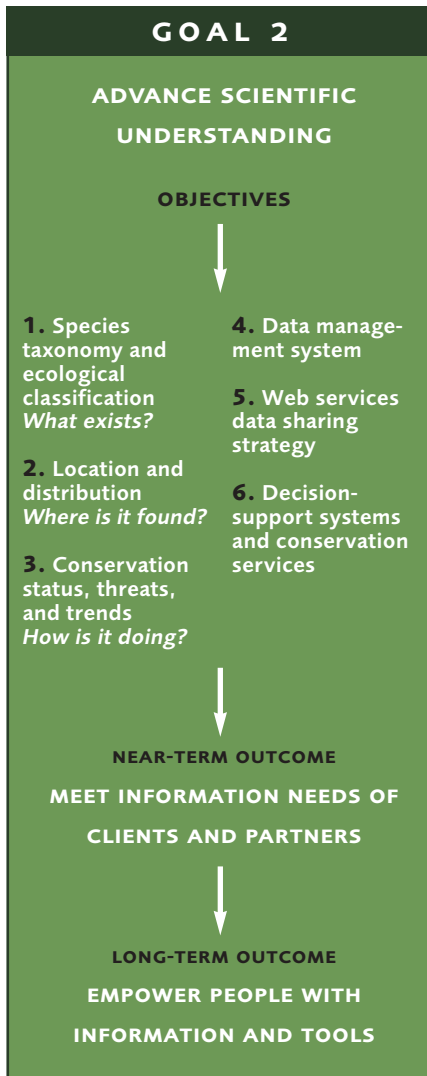 GOAL 2
ADVANCE SCIENTIFIC
UNDERSTANDING
OBJECTIVES
1. Species
taxonomy and
ecological
classification
What exists?
2. Location and
distribution
Where is it found?
3. Conservation
status, threats,
and trends
How is it doing?
4. Data manage-
ment system
5. Web services
data sharing
strategy
6. Decision-
support systems
and conservation
services
NEAR-TERM OUTCOME
MEET INFORMATION NEEDS OF
CLIENTS AND PARTNERS
LONG-TERM OUTCOME
EMPOWER PEOPLE WITH
INFORMATION AND TOOLS